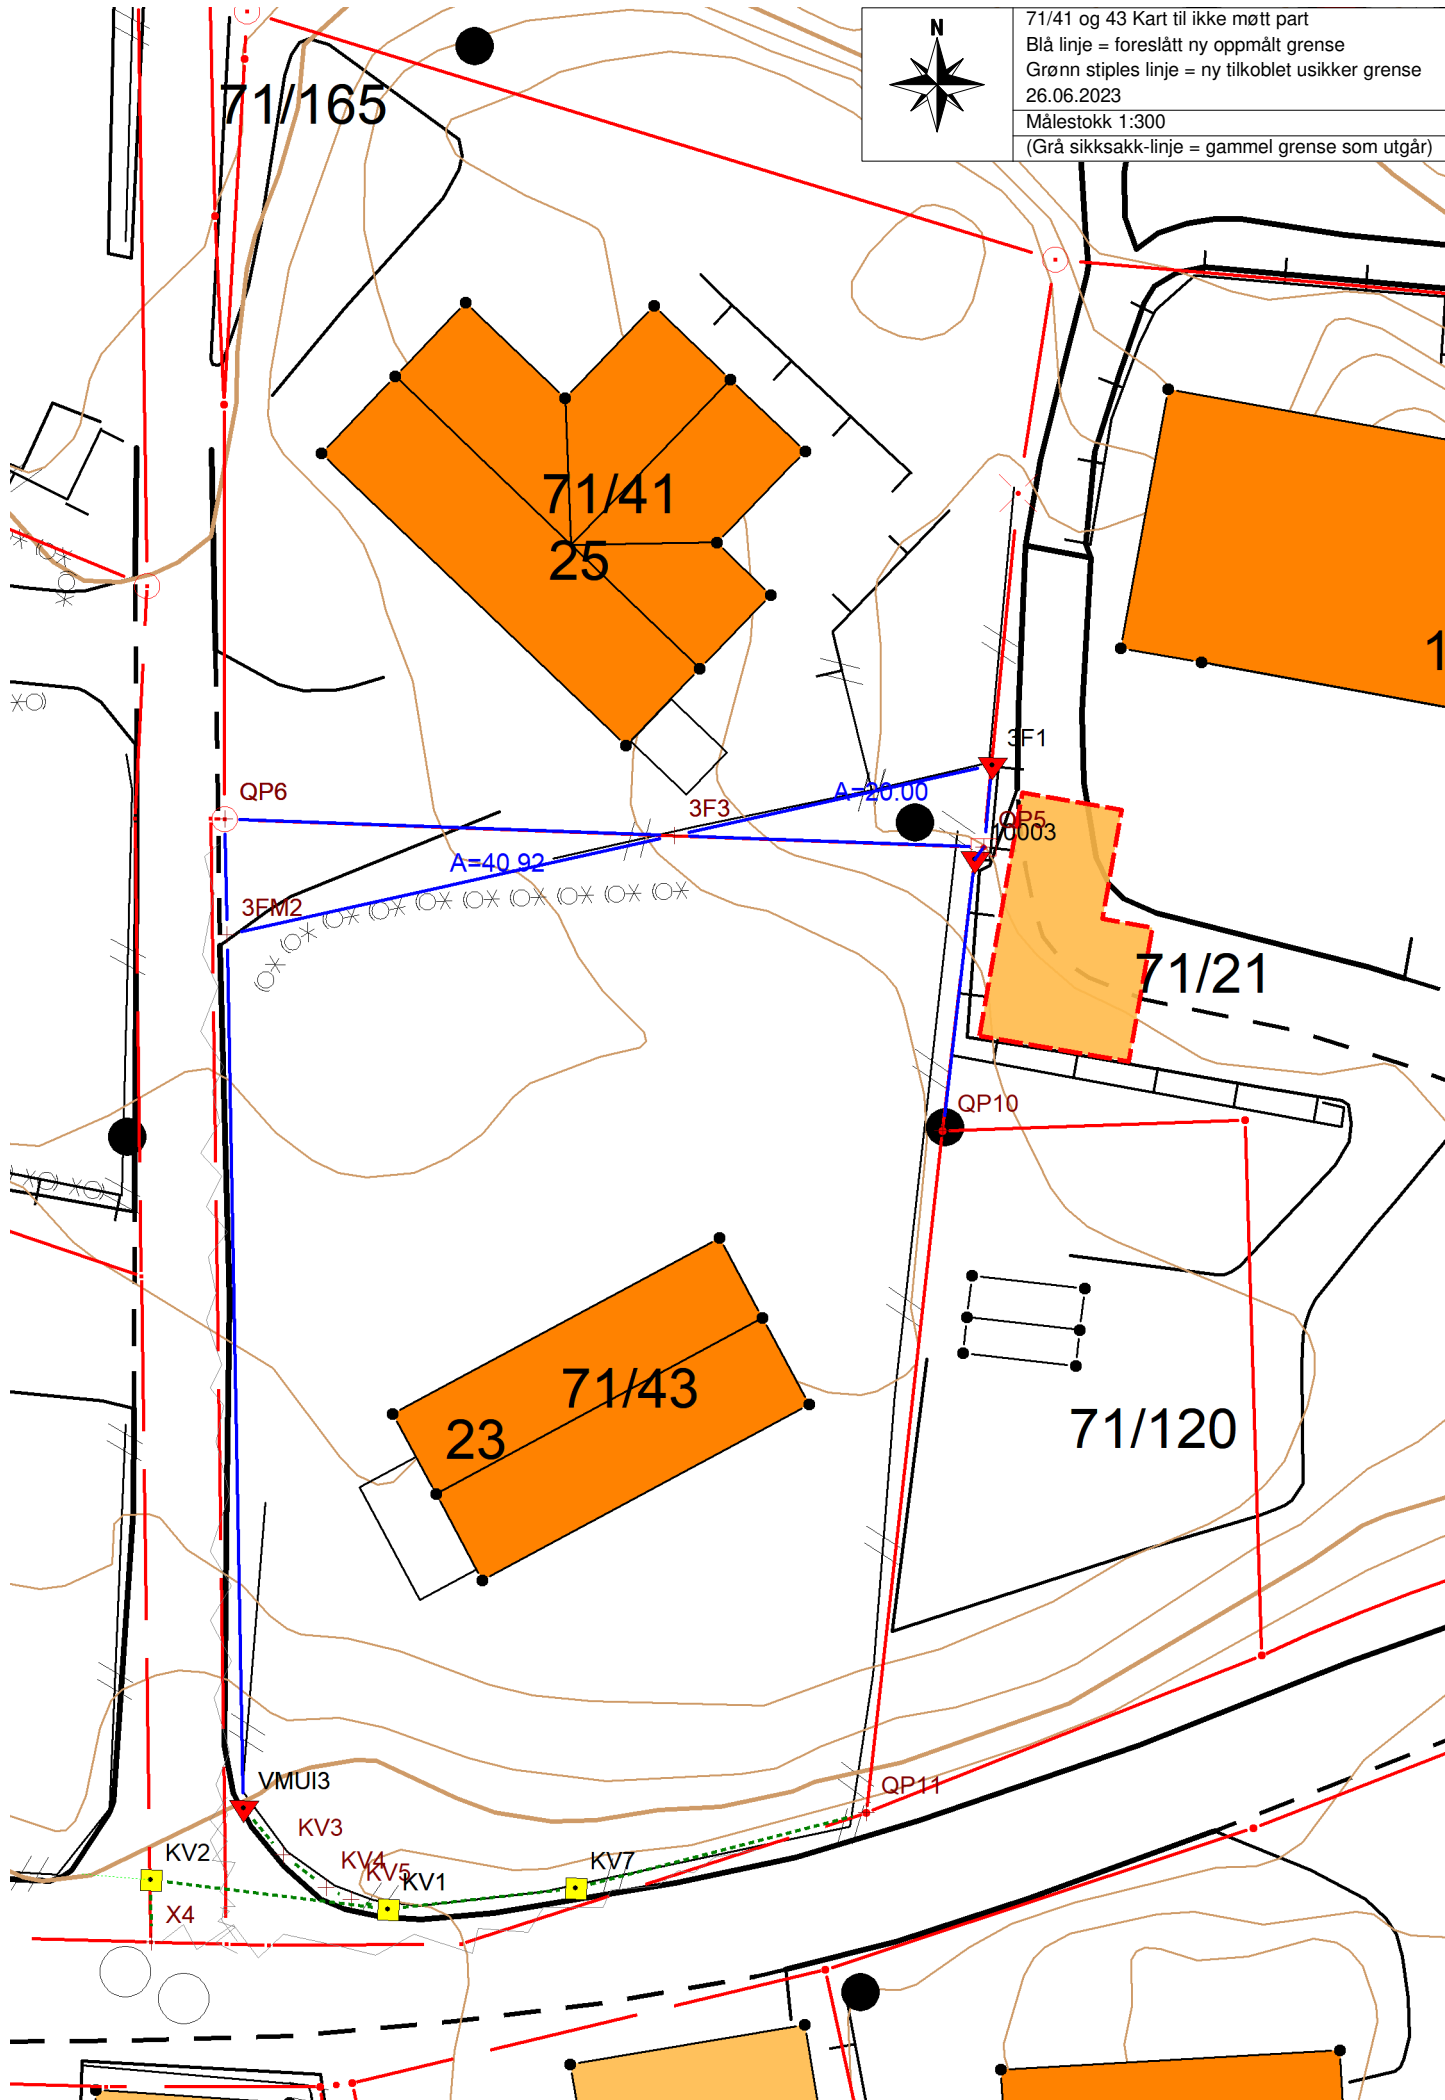 71/41 og 43 Kart til ikke møtt part
Blå linje = foreslått ny oppmålt grense
Grønn stiples linje = ny tilkoblet usikker grense
26.06.2023
Målestokk 1:300
(Grå sikksakk-linje = gammel grense som utgår)
N
71/165
71/41
25
1
3F1
QP6
A=20.00
3F3
QP5
10003
A=40.92
3FM2
71/21
QP10
71/43
23
71/120
VMUI3
QP11
KV3
KV2
KV4
KV5
KV7
KV1
X4